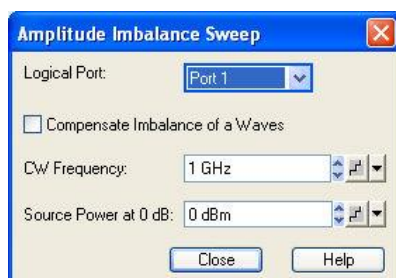 Amplitude Imbalance Sweep
Logical Port: Port 1
Compensate Imbalance of a Waves
CW Frequency: 1 GHz
Source Power at 0 dB: 0 dBm
Close Help